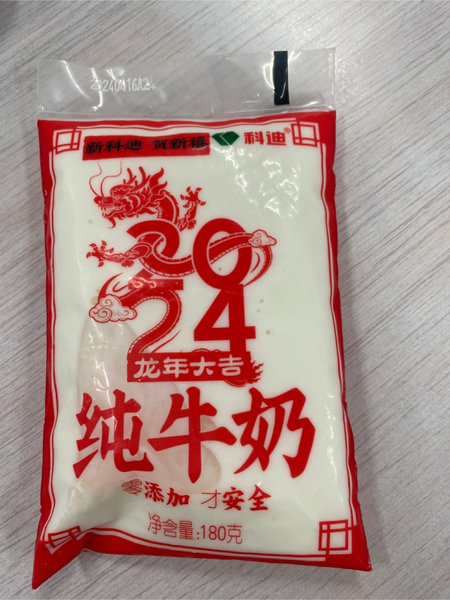 20240416A2
新科迪 贺新禧
科迪®
2024
龙年大吉
纯牛奶
零添加 才安全
净含量:180克